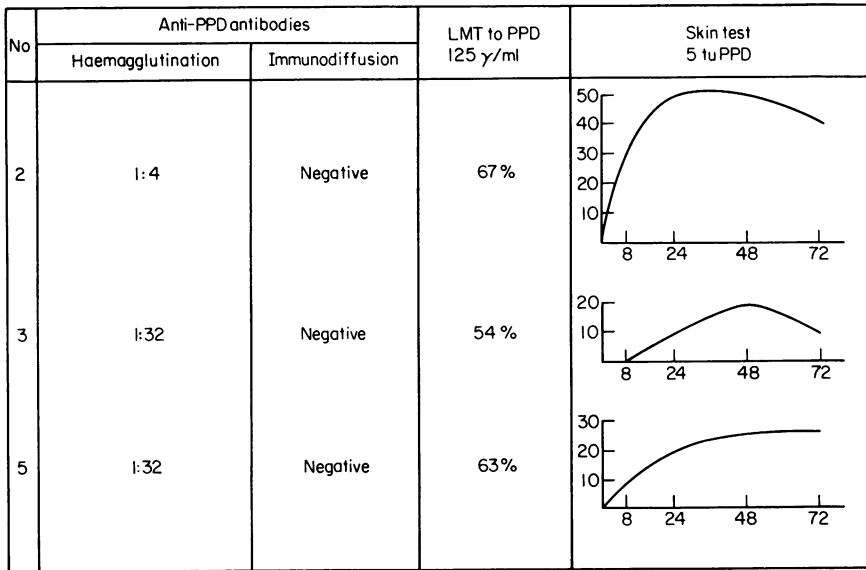 Anti-PPD antibodies
No
LMT to PPD
125 γ/ml
Skin test
5 tu PPD
Haemagglutination
Immunodiffusion
50
40
30
20
10
2
1:4
Negative
67%
8 24 48 72
20
10
3
1:32
Negative
54%
8 24 48 72
30
20
10
5
1:32
Negative
63%
8 24 48 72